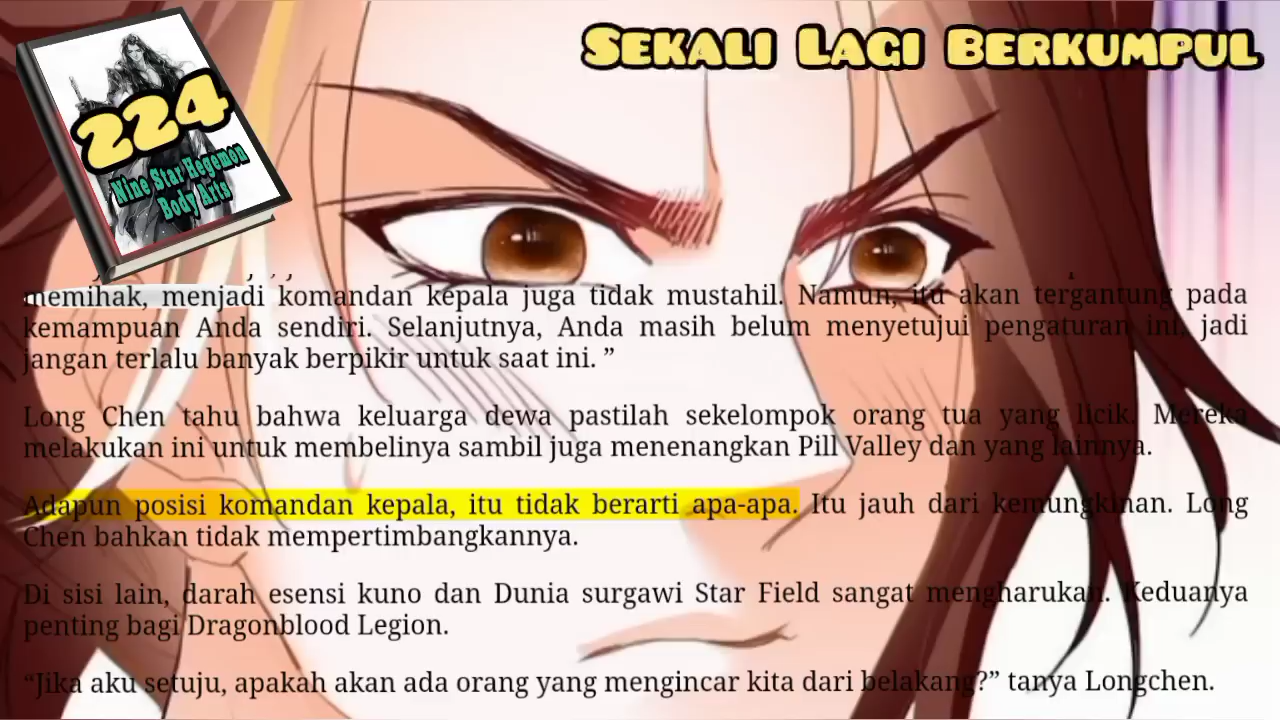 Sekali Lagi Berkumpul
224
Nine Star Hegemon
Body Arts
memihak, menjadi komandan kepala juga tidak mustahil. Namun, itu akan tergantung pada
kemampuan Anda sendiri. Selanjutnya, Anda masih belum menyetujui pengaturan ini, jadi
jangan terlalu banyak berpikir untuk saat ini. ”
Long Chen tahu bahwa keluarga dewa pastilah sekelompok orang tua yang licik. Mereka
melakukan ini untuk membelinya sambil juga menenangkan Pill Valley dan yang lainnya.
Adapun posisi komandan kepala, itu tidak berarti apa-apa. Itu jauh dari kemungkinan. Long
Chen bahkan tidak mempertimbangkannya.
Di sisi lain, darah esensi kuno dan Dunia surgawi Star Field sangat mengharukan. Keduanya
penting bagi Dragonblood Legion.
“Jika aku setuju, apakah akan ada orang yang mengincar kita dari belakang?” tanya Longchen.